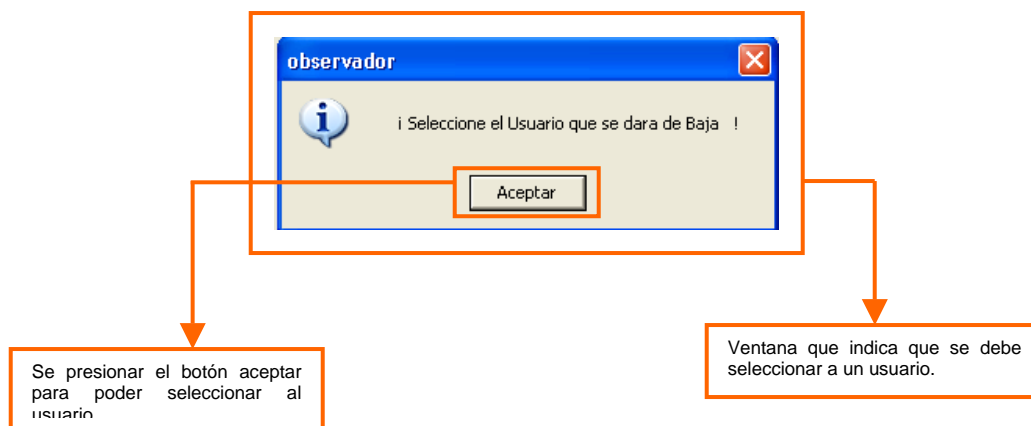 observador
¡ Seleccione el Usuario que se dara de Baja !
Aceptar
Se presionar el botón aceptar
para poder seleccionar al
usuario
Ventana que indica que se debe
seleccionar a un usuario.